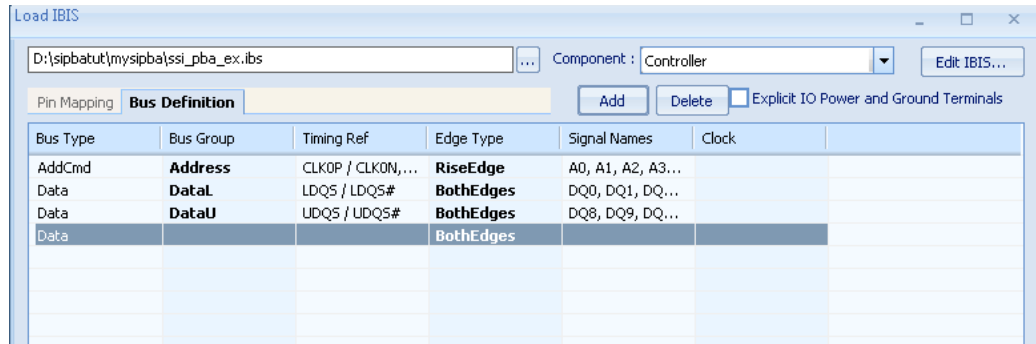 Load IBIS
D:\sipbatut\mysipba\ssi_pba_ex.ibs ... Component : Controller Edit IBIS...
Pin Mapping Bus Definition Add Delete Explicit IO Power and Ground Terminals
Bus Type Bus Group Timing Ref Edge Type Signal Names Clock
AddCmd Address CLK0P / CLK0N,... RiseEdge A0, A1, A2, A3...
Data DataL LDQS / LDQS# BothEdges DQ0, DQ1, DQ...
Data DataU UDQS / UDQS# BothEdges DQ8, DQ9, DQ...
Data BothEdges